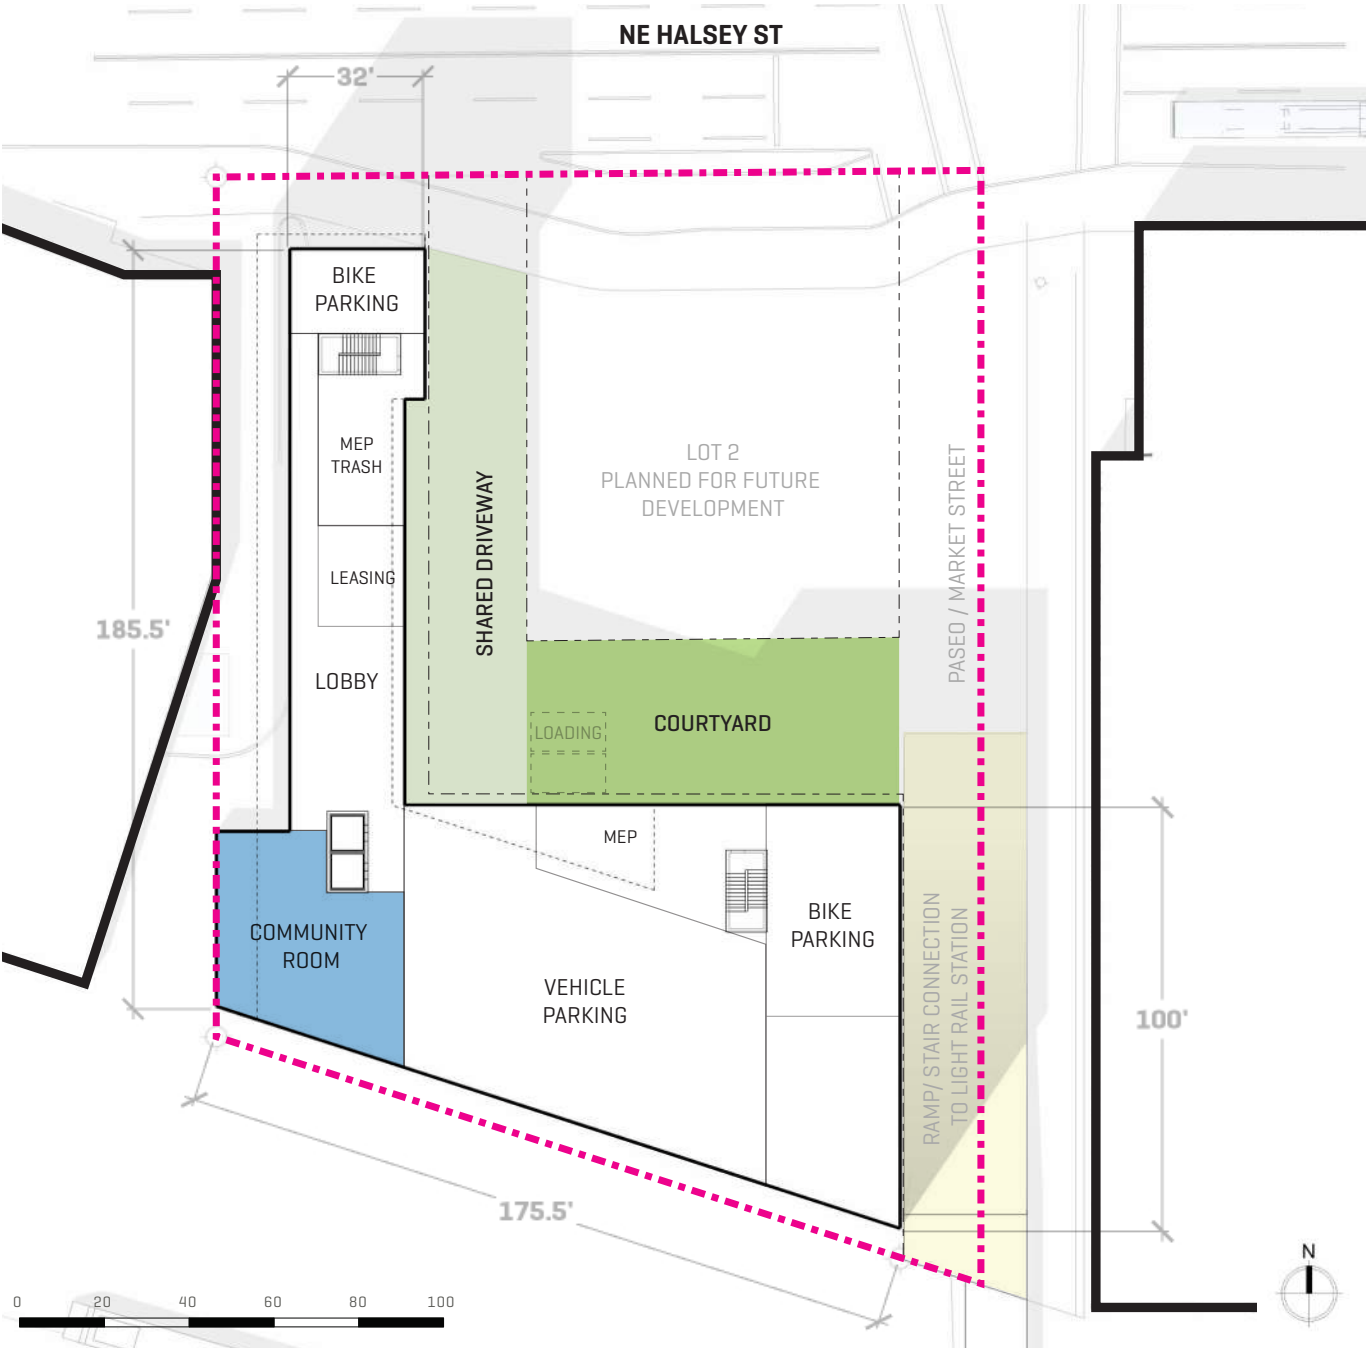 NE HALSEY ST
32'
BIKE
PARKING
MEP
TRASH
LEASING
LOBBY
185.5'
SHARED DRIVEWAY
LOT 2
PLANNED FOR FUTURE
DEVELOPMENT
PASEO / MARKET STREET
LOADING
COURTYARD
MEP
COMMUNITY
ROOM
VEHICLE
PARKING
BIKE
PARKING
RAMP/ STAIR CONNECTION
TO LIGHT RAIL STATION
100'
175.5'
0 20 40 60 80 100
N